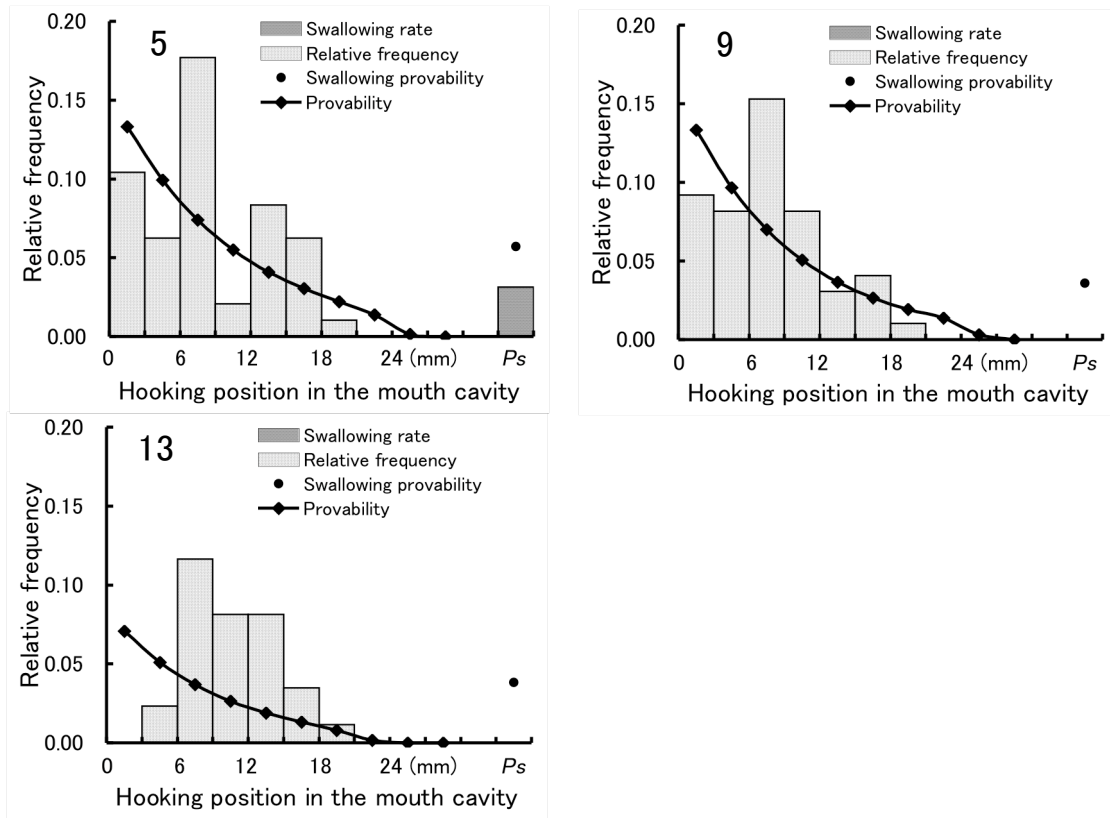 0.20
5
Swallowing rate
Relative frequency
Swallowing provability
Provability
0.15
0.10
0.05
0.00
Relative frequency
0 6 12 18 24 (mm) Ps
Hooking position in the mouth cavity
0.20
9
Swallowing rate
Relative frequency
Swallowing provability
Provability
0.15
0.10
0.05
0.00
Relative frequency
0 6 12 18 24 (mm) Ps
Hooking position in the mouth cavity
0.20
13
Swallowing rate
Relative frequency
Swallowing provability
Provability
0.15
0.10
0.05
0.00
Relative frequency
0 6 12 18 24 (mm) Ps
Hooking position in the mouth cavity